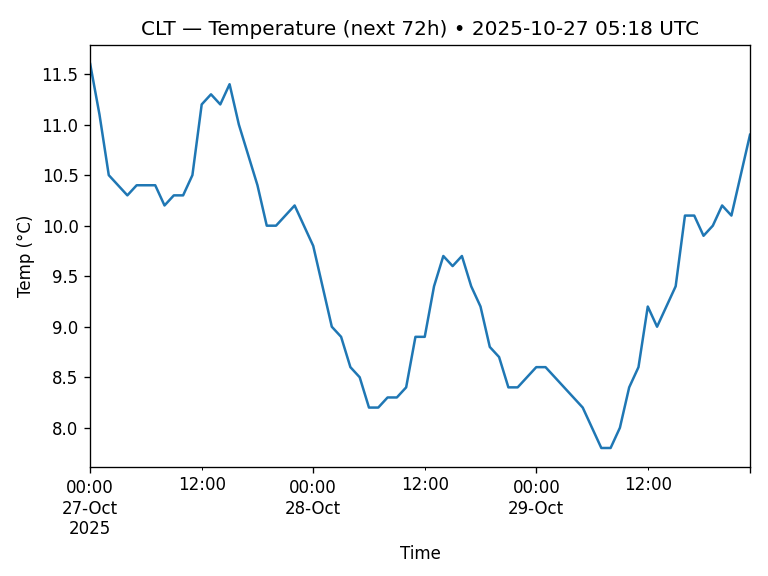 CLT — Temperature (next 72h) • 2025-10-27 05:18 UTC
11.5
11.0
10.5
10.0
9.5
9.0
8.5
8.0
Temp (°C)
00:00 12:00 00:00 12:00 00:00 12:00
27-Oct 28-Oct 29-Oct
2025
Time